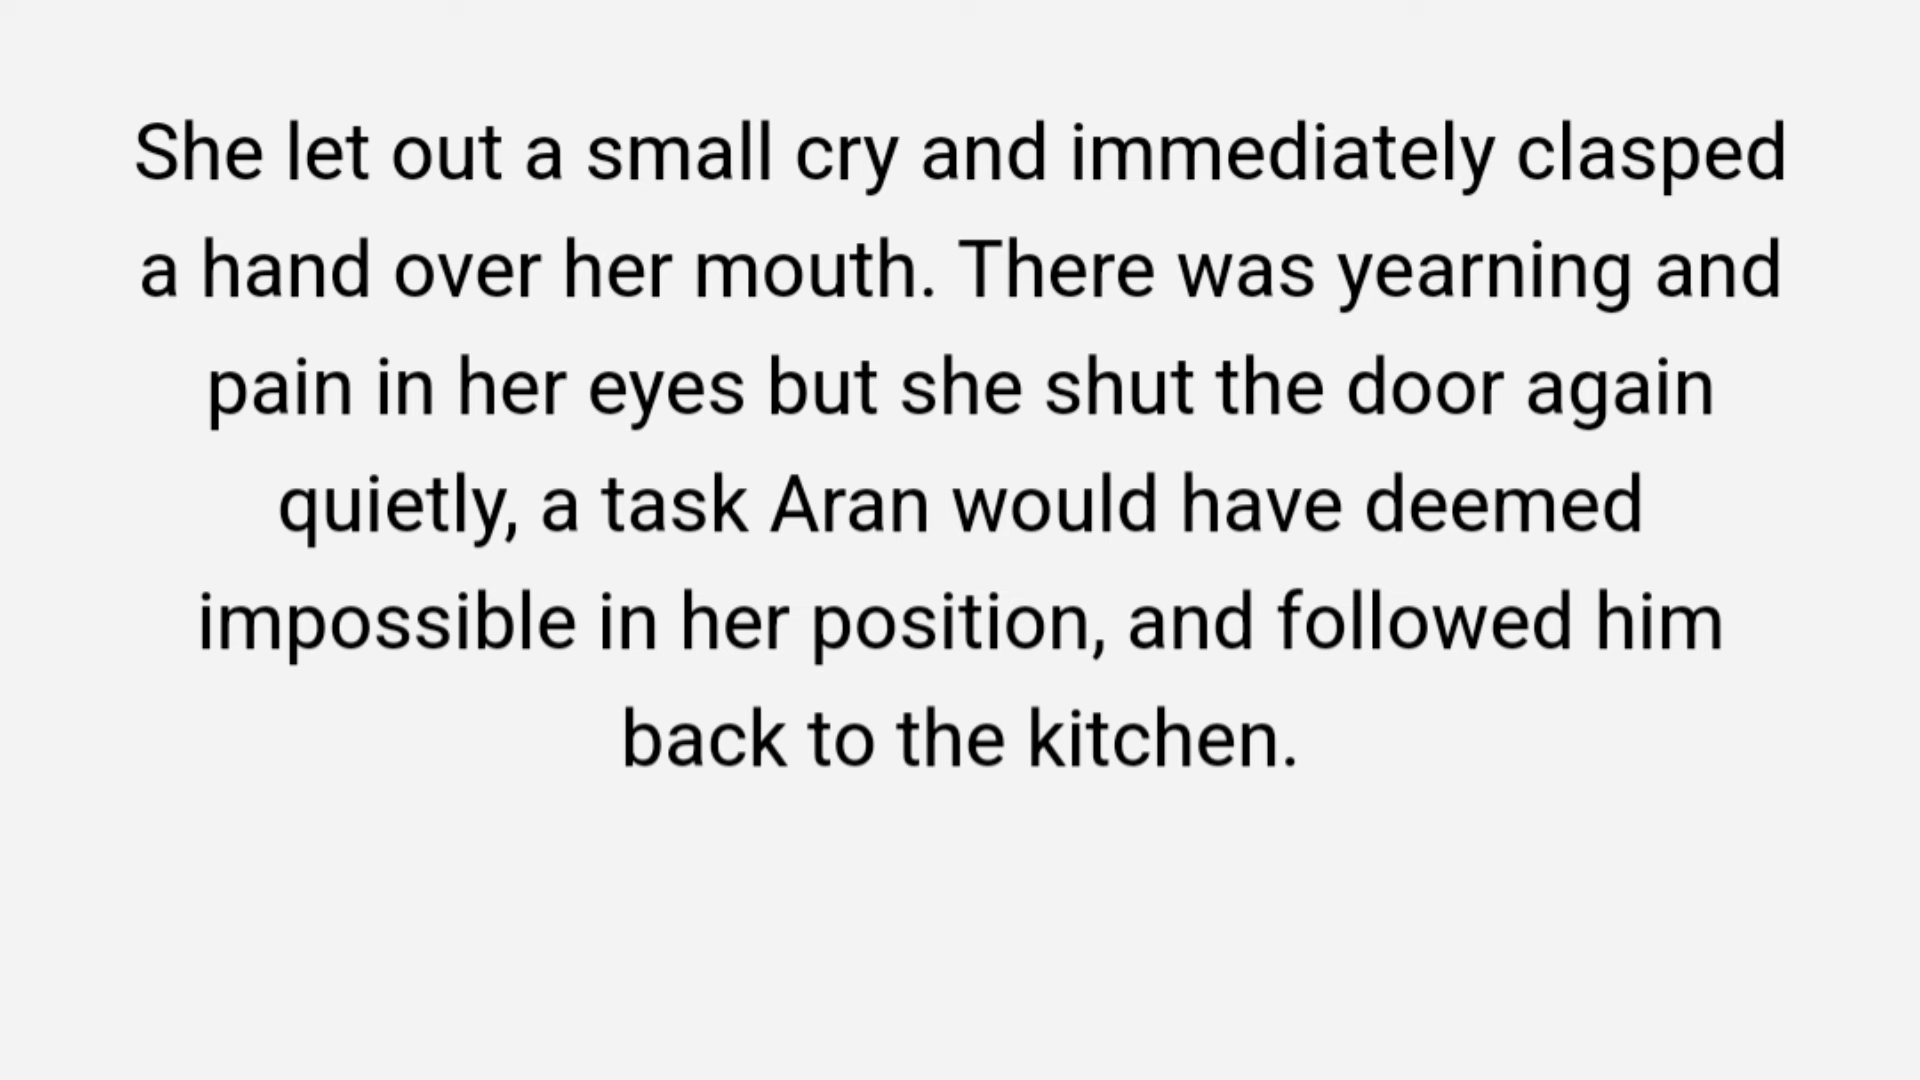 She let out a small cry and immediately clasped
a hand over her mouth. There was yearning and
pain in her eyes but she shut the door again
quietly, a task Aran would have deemed
impossible in her position, and followed him
back to the kitchen.